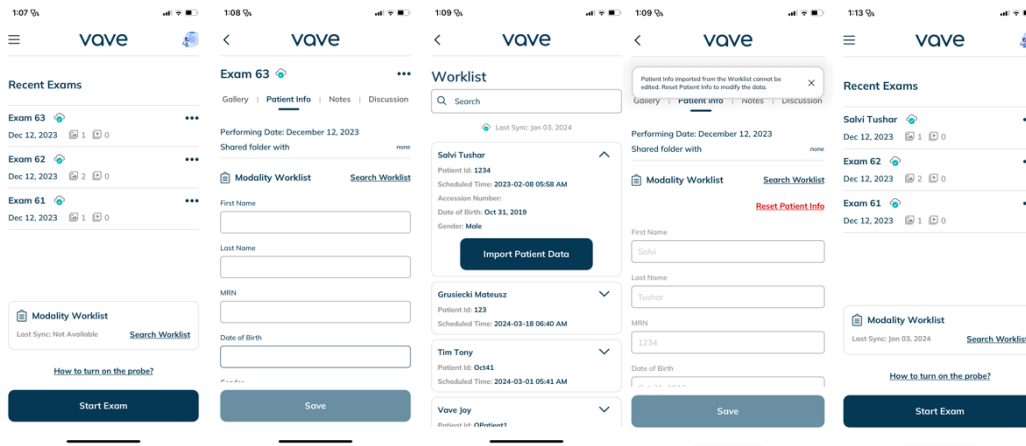 1:07
vave
Recent Exams
Exam 63
Dec 12, 2023 1 0
Exam 62
Dec 12, 2023 2 0
Exam 61
Dec 12, 2023 1 0
Modality Worklist
Last Sync: Not Available Search Worklist
How to turn on the probe?
Start Exam
1:08
vave
Exam 63
Gallery | Patient Info | Notes | Discussion
Performing Date: December 12, 2023
Shared folder with none
Modality Worklist Search Worklist
First Name
Last Name
MRN
Date of Birth
Gender
Save
1:09
vave
Worklist
Search
Last Sync: Jan 03, 2024
Salvi Tushar
Patient Id: 1234
Scheduled Time: 2023-02-08 05:58 AM
Accession Number:
Date of Birth: Oct 31, 2019
Gender: Male
Import Patient Data
Grusiecki Mateusz
Patient Id: 123
Scheduled Time: 2024-03-18 06:40 AM
Tim Tony
Patient Id: Oct41
Scheduled Time: 2024-03-01 05:41 AM
Vave Joy
Patient Id: QPatient1
1:09
vave
Patient Info imported from the Worklist cannot be
edited. Reset Patient Info to modify the data.
Gallery | Patient Info | Notes | Discussion
Performing Date: December 12, 2023
Shared folder with none
Modality Worklist Search Worklist
Reset Patient Info
First Name
Salvi
Last Name
Tushar
MRN
1234
Date of Birth
Oct 31, 2019
Save
1:13
vave
Recent Exams
Salvi Tushar
Dec 12, 2023 1 0
Exam 62
Dec 12, 2023 2 0
Exam 61
Dec 12, 2023 1 0
Modality Worklist
Last Sync: Jan 03, 2024 Search Worklist
How to turn on the probe?
Start Exam